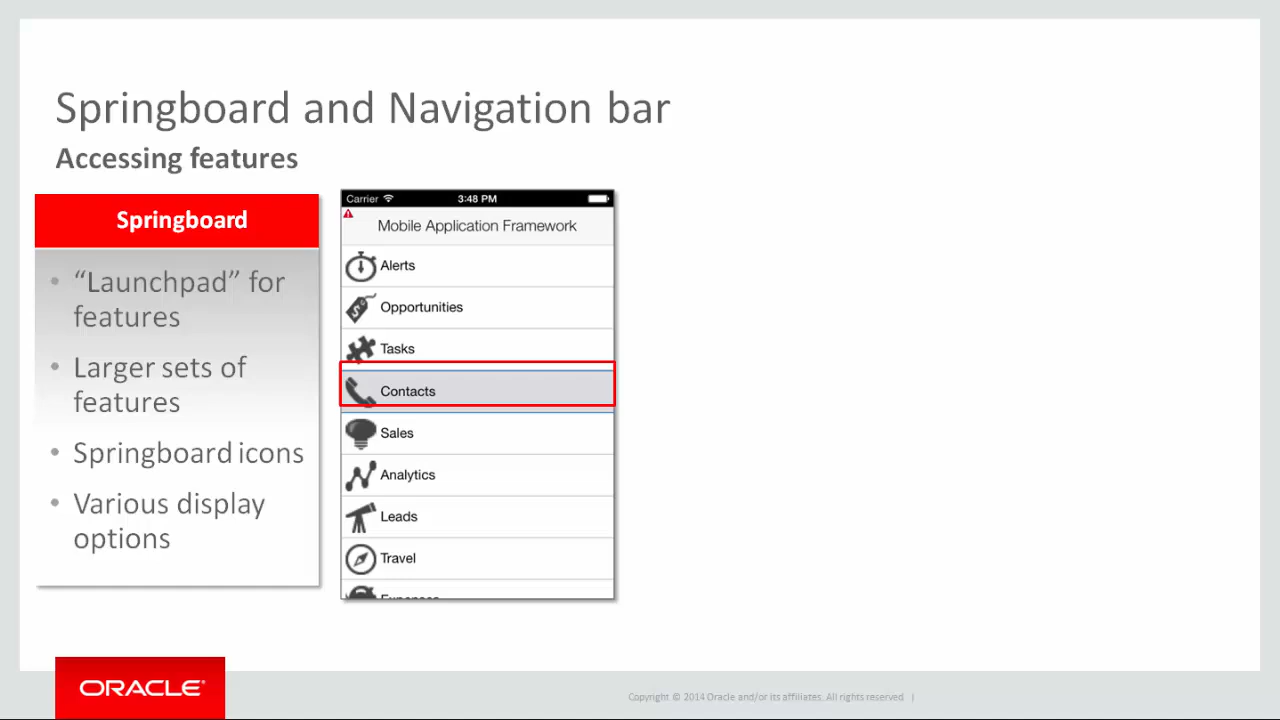 Springboard and Navigation bar
Accessing features
Springboard
• “Launchpad” for
features
• Larger sets of
features
• Springboard icons
• Various display
options
Carrier 3:48 PM
Mobile Application Framework
Alerts
Opportunities
Tasks
Contacts
Sales
Analytics
Leads
Travel
Expenses
ORACLE®
Copyright © 2014 Oracle and/or its affiliates. All rights reserved. |